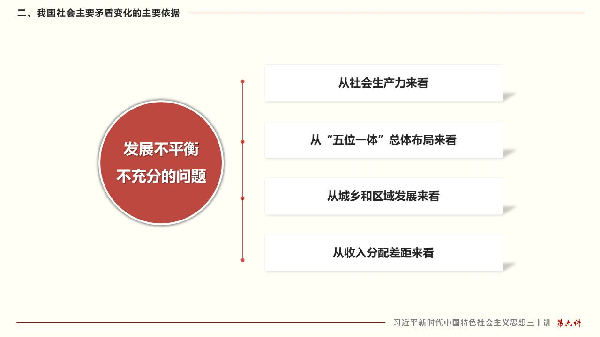 二、我国社会主要矛盾变化的主要依据
发展不平衡
不充分的问题
从社会生产力来看
从“五位一体”总体布局来看
从城乡和区域发展来看
从收入分配差距来看
习近平新时代中国特色社会主义思想三十讲 第六讲